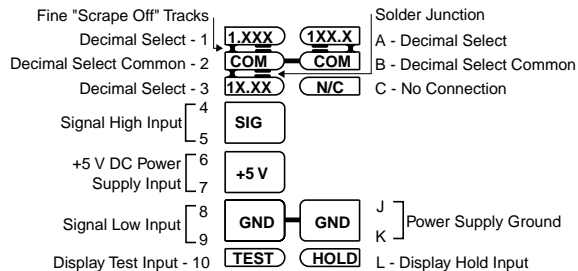 Fine "Scrape Off" Tracks
Solder Junction
Decimal Select - 1 1.XXX 1XX.X A - Decimal Select
Decimal Select Common - 2 COM COM B - Decimal Select Common
Decimal Select - 3 1X.XX N/C C - No Connection
4
Signal High Input SIG
5
+5 V DC Power 6
Supply Input 7 +5 V
8 J
Signal Low Input GND GND Power Supply Ground
9 K
Display Test Input - 10 TEST HOLD L - Display Hold Input